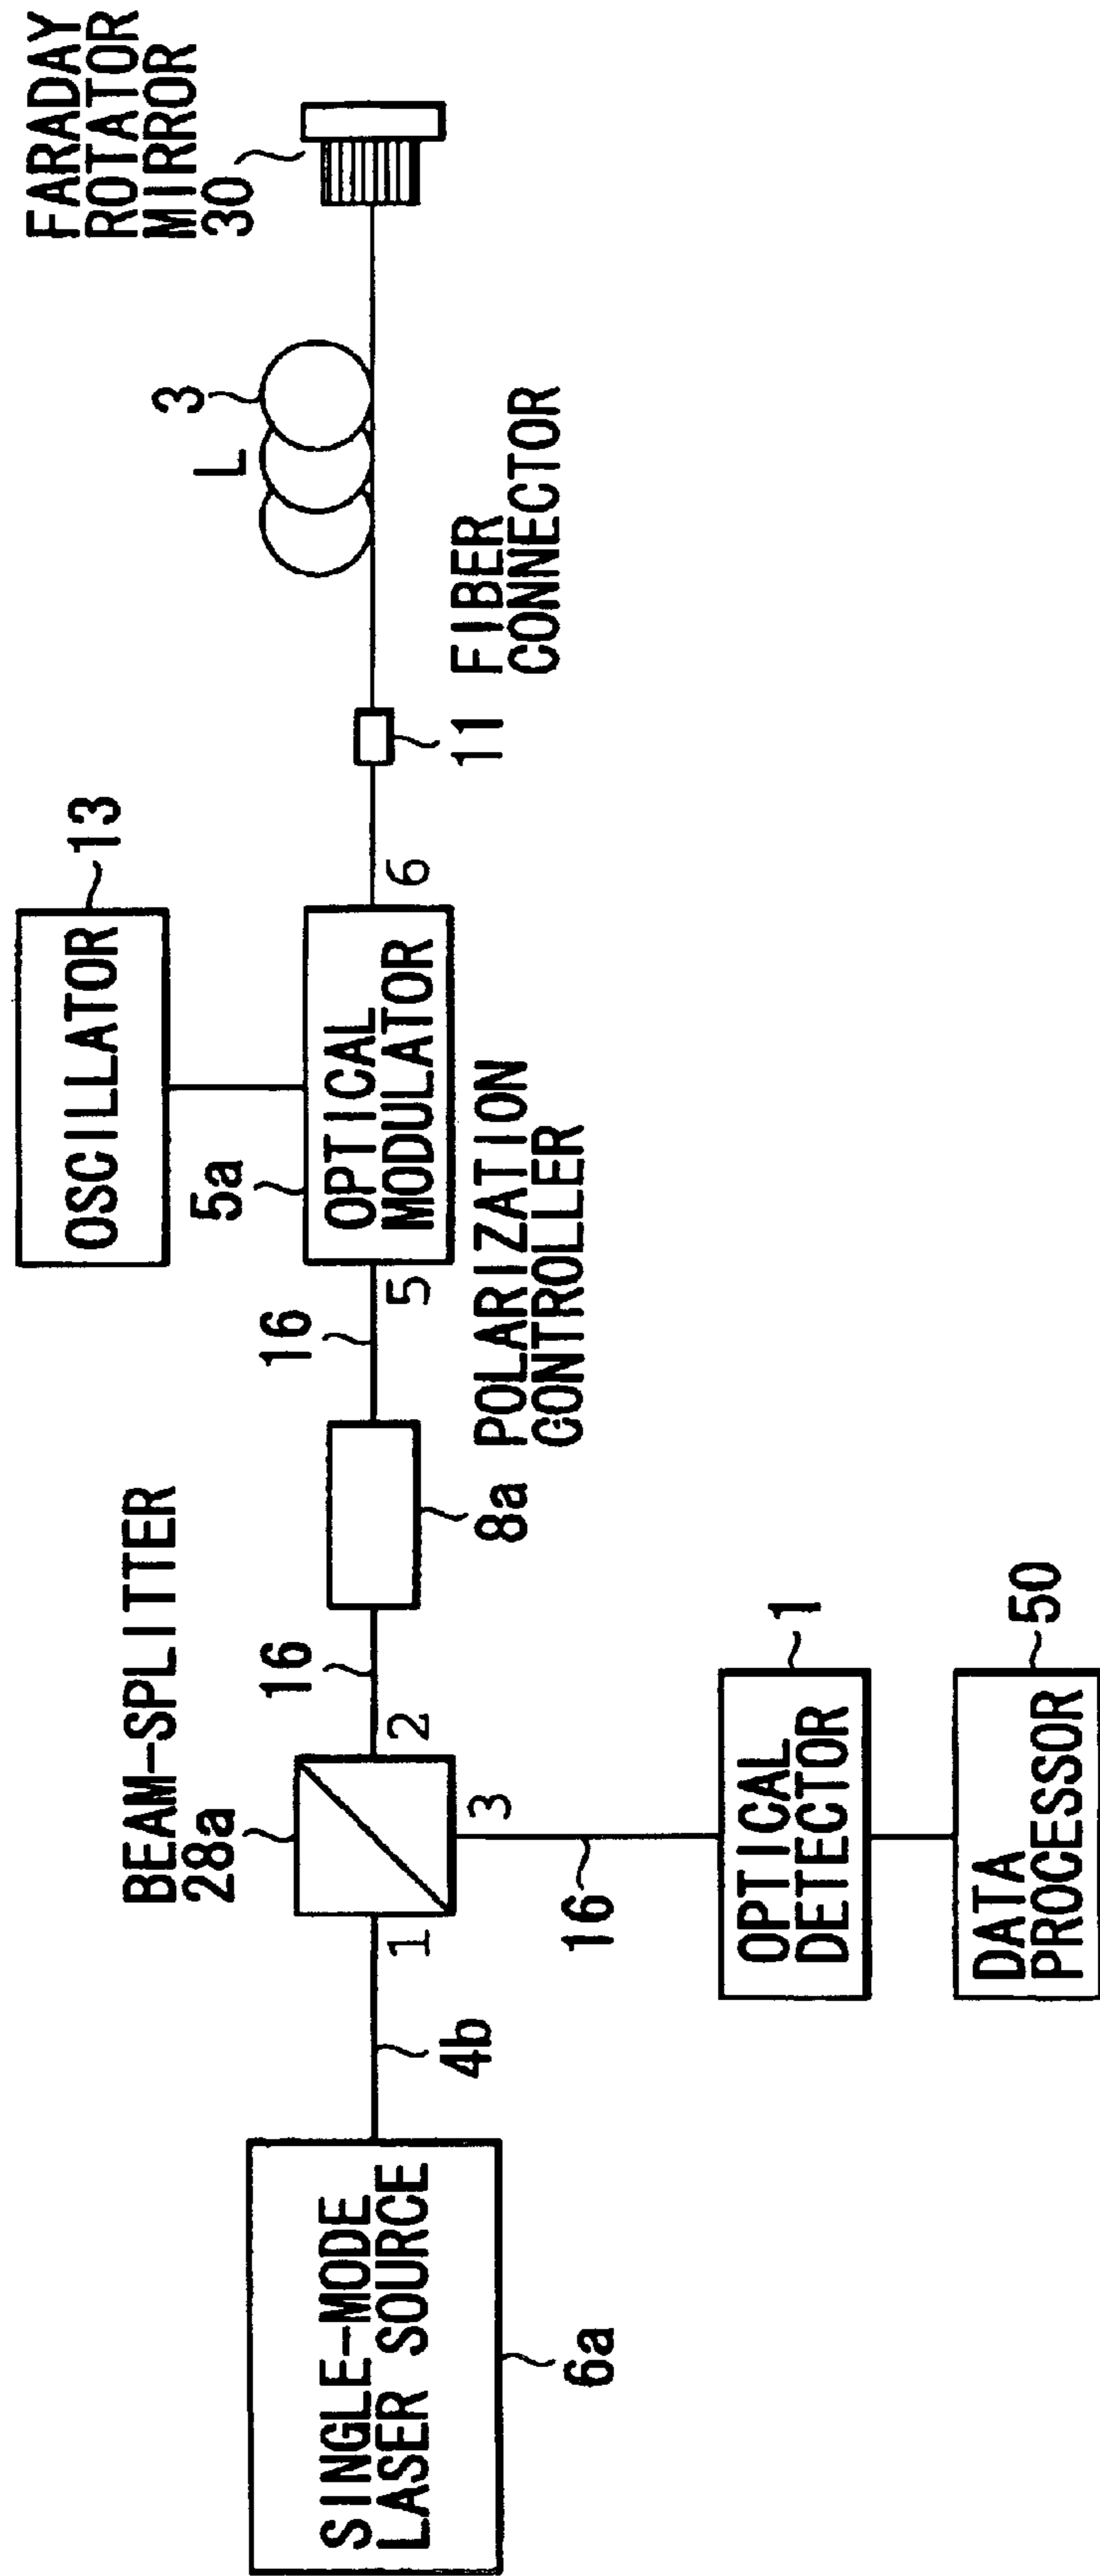 FARADAY
ROTATOR
MIRROR
30
3
L
FIBER
CONNECTOR
11
13
OSCILLATOR
6
OPTICAL
MODULATOR
5a
5
16
POLARIZATION
CONTROLLER
8a
BEAM-SPLITTER
28a
16
2
3
1
16
1
OPTICAL
DETECTOR
50
DATA
PROCESSOR
4b
SINGLE-MODE
LASER SOURCE
6a